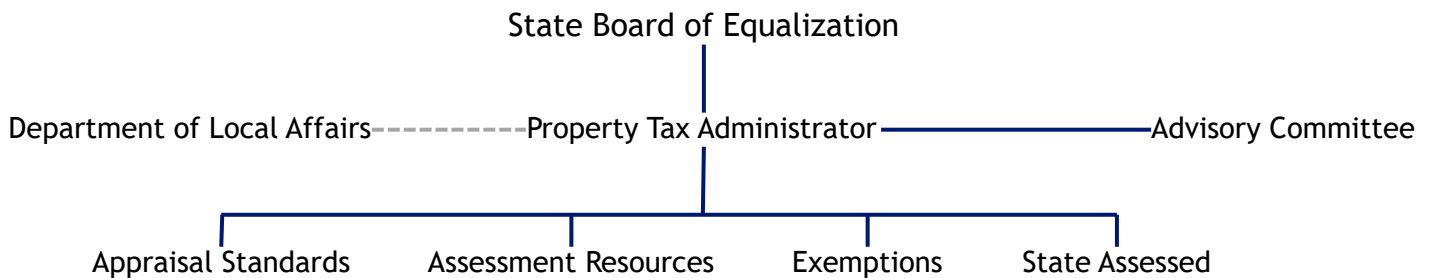 State Board of Equalization
Department of Local Affairs Property Tax Administrator Advisory Committee
Appraisal Standards Assessment Resources Exemptions State Assessed